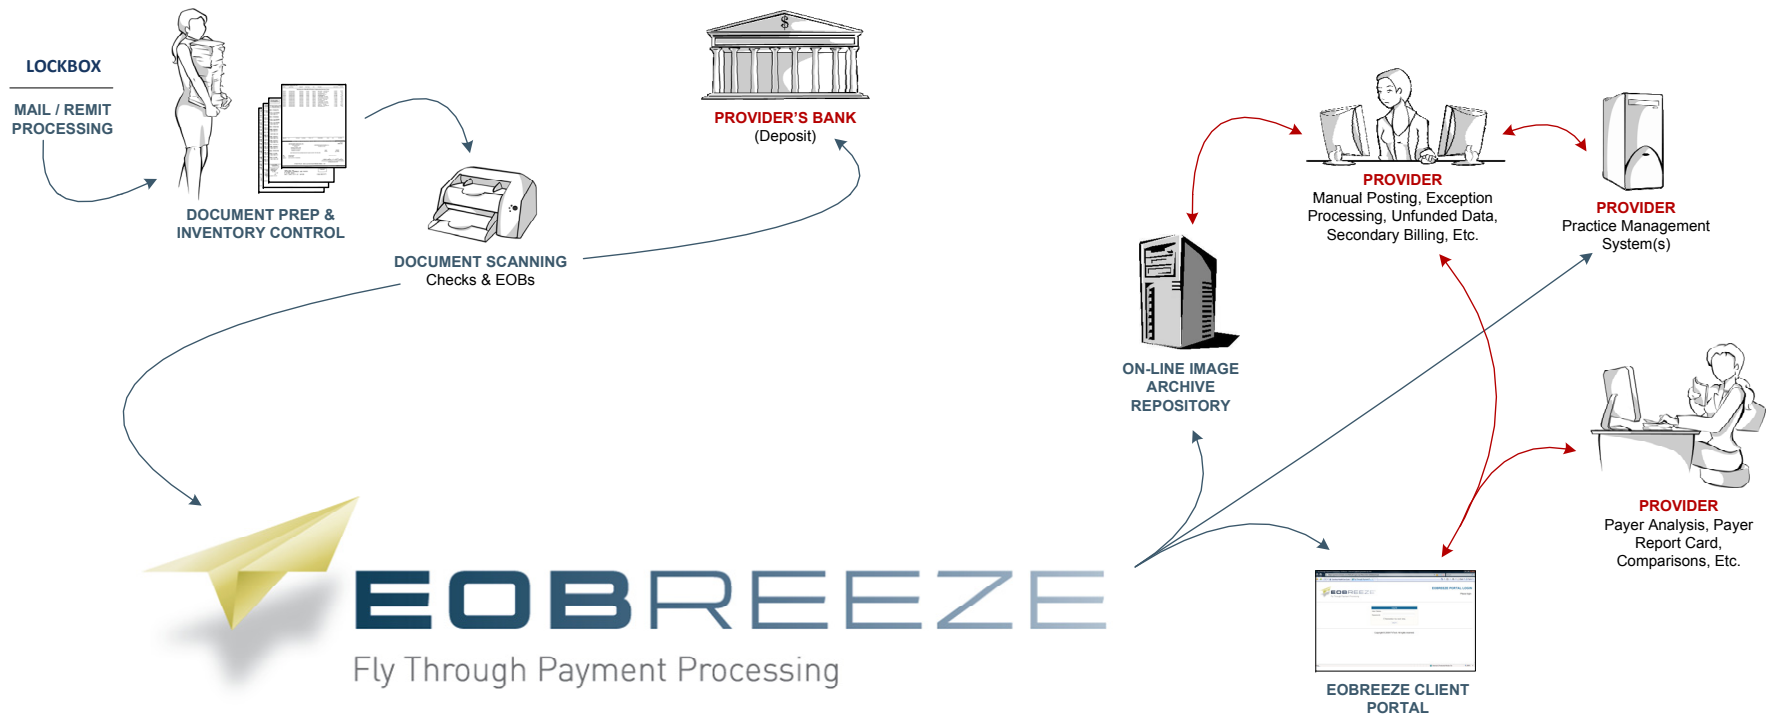 LOCKBOX
MAIL / REMIT
PROCESSING
DOCUMENT PREP &
INVENTORY CONTROL
DOCUMENT SCANNING
Checks & EOBs
$
PROVIDER'S BANK
(Deposit)
PROVIDER
Manual Posting, Exception
Processing, Unfunded Data,
Secondary Billing, Etc.
PROVIDER
Practice Management
System(s)
ON-LINE IMAGE
ARCHIVE
REPOSITORY
PROVIDER
Payer Analysis, Payer
Report Card,
Comparisons, Etc.
EOBREEZE
Fly Through Payment Processing
EOBREEZE
EOBREEZE CLIENT
PORTAL